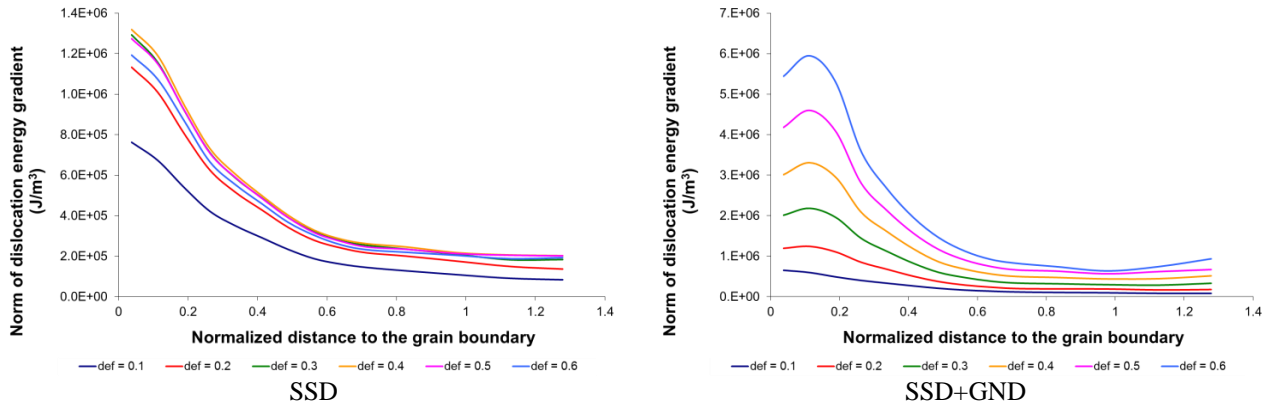 Norm of dislocation energy gradient
(J/m³)
1.4E+06
1.2E+06
1.0E+06
8.0E+05
6.0E+05
4.0E+05
2.0E+05
0.0E+00
0
0.2
0.4
0.6
0.8
1
1.2
1.4
Normalized distance to the grain boundary
def = 0.1
def = 0.2
def = 0.3
def = 0.4
def = 0.5
def = 0.6
SSD
Norm of dislocation energy gradient
(J/m³)
7.E+06
6.E+06
5.E+06
4.E+06
3.E+06
2.E+06
1.E+06
0.E+00
0
0.2
0.4
0.6
0.8
1
1.2
1.4
Normalized distance to the grain boundary
def = 0.1
def = 0.2
def = 0.3
def = 0.4
def = 0.5
def = 0.6
SSD+GND